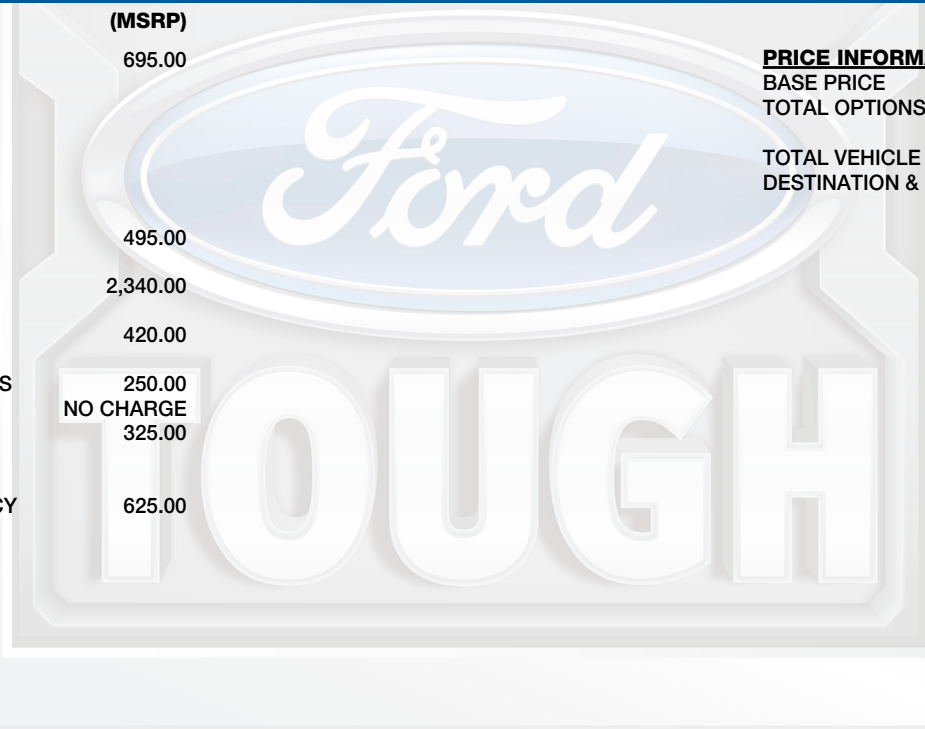 (MSRP)
695.00
PRICE INFORM
BASE PRICE
TOTAL OPTIONS
TOTAL VEHICLE
DESTINATION &
495.00
2,340.00
420.00
S 250.00
NO CHARGE
325.00
CY 625.00
Ford
TOUGH